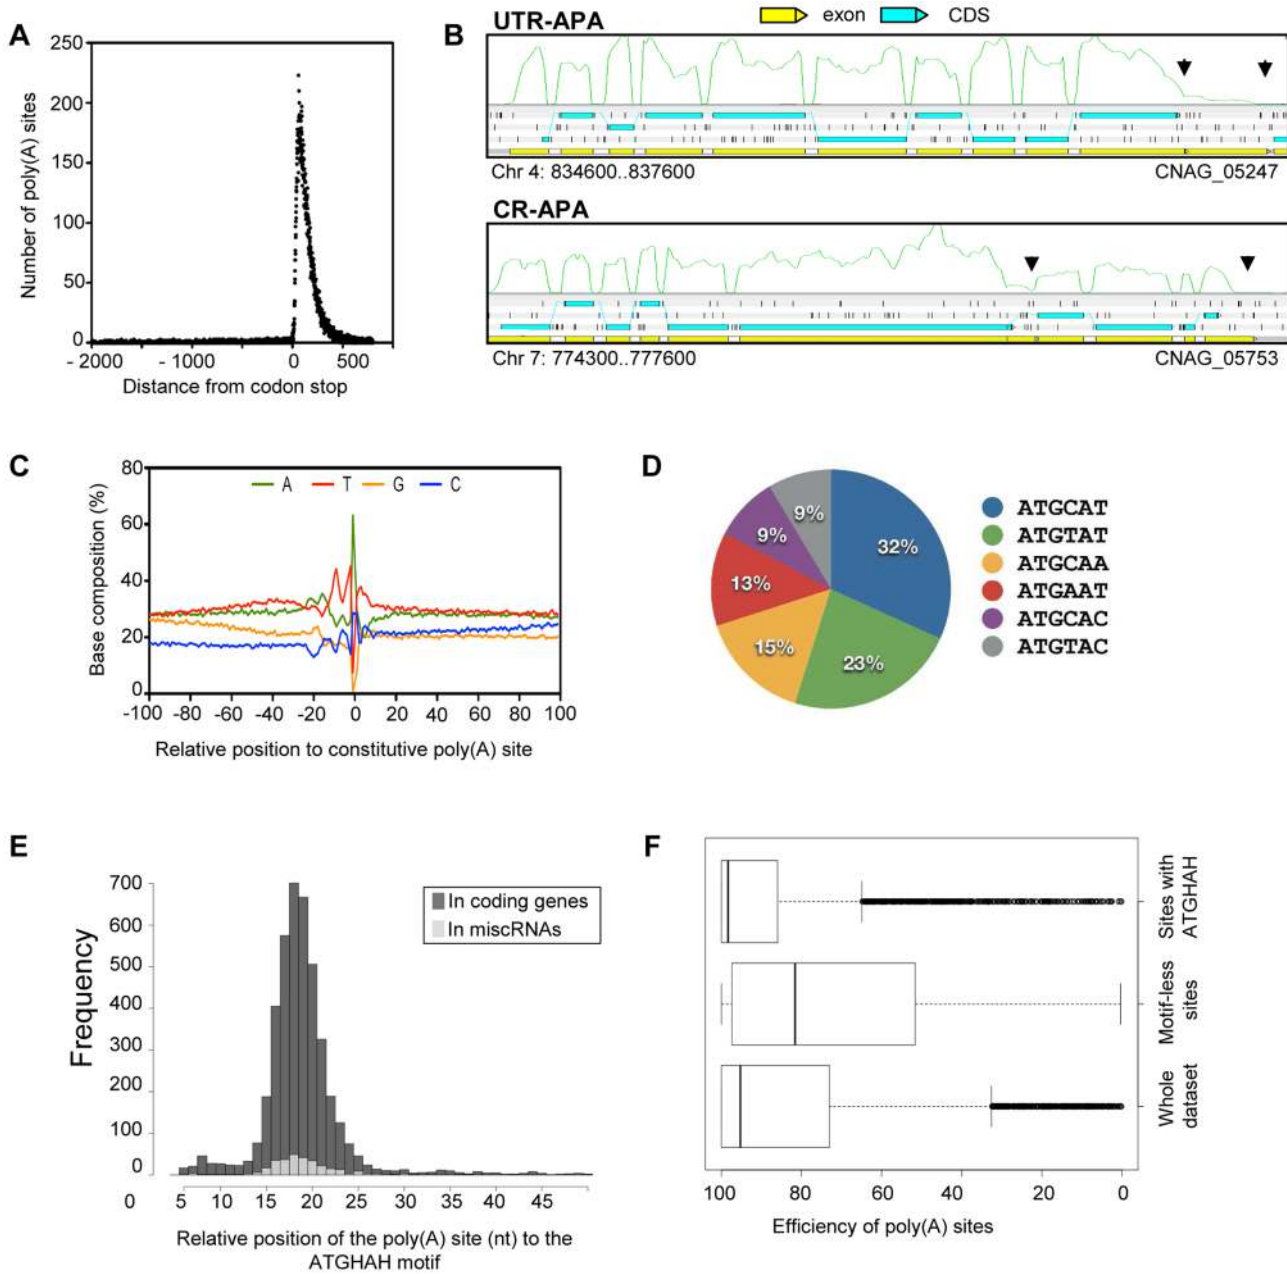 A
250
200
150
100
50
0
- 2000
- 1000
0
500
Number of poly(A) sites
Distance from codon stop
B
exon
CDS
UTR-APA
Chr 4: 834600..837600
CNAG_05247
CR-APA
Chr 7: 774300..777600
CNAG_05753
C
80
60
40
20
0
A
T
G
C
-100
-80
-60
-40
-20
0
20
40
60
80
100
Base composition (%)
Relative position to constitutive poly(A) site
D
32%
23%
15%
13%
9%
9%
ATGCAT
ATGTAT
ATGCAA
ATGAAT
ATGCAC
ATGTAC
E
700
500
400
300
200
100
0
Frequency
In coding genes
In miscRNAs
0
5
10
15
20
25
30
35
40
45
Relative position of the poly(A) site (nt) to the
ATGHAH motif
F
Sites with
ATGHAH
Motif-less
sites
Whole
dataset
100
80
60
40
20
0
Efficiency of poly(A) sites